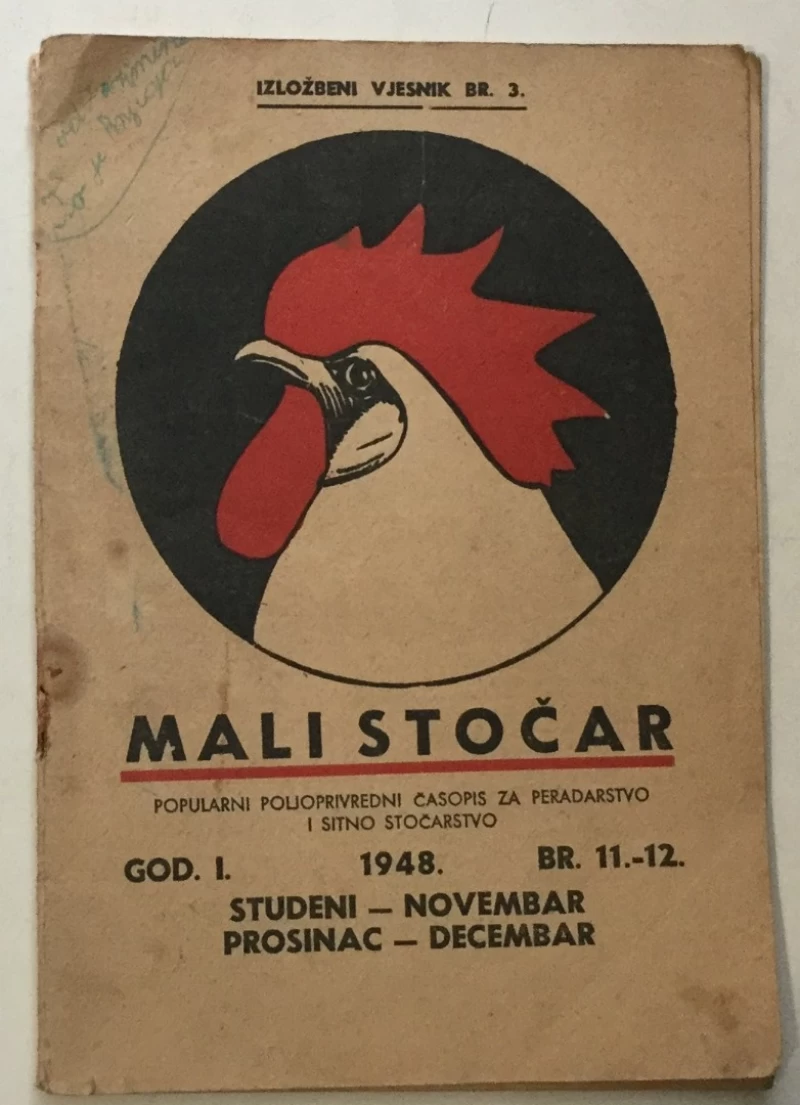 IZLOŽBENI VJESNIK BR. 3.
MALI STOČAR
POPULARNI POLJOPRIVREDNI ČASOPIS ZA PERADARSTVO
I SITNO STOČARSTVO
GOD. I. 1948. BR. 11.-12.
STUDENI — NOVEMBAR
PROSINAC — DECEMBAR